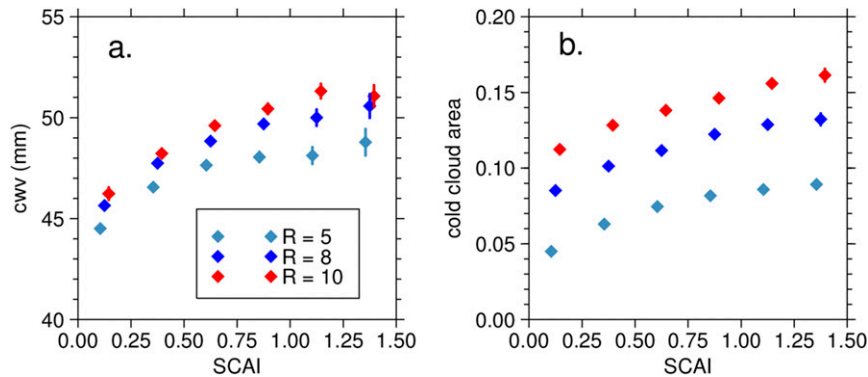 a.
55
50
45
40
cwv (mm)
R = 5
R = 8
R = 10
0.00 0.25 0.50 0.75 1.00 1.25 1.50
SCAI
b.
0.20
0.15
0.10
0.05
0.00
cold cloud area
0.00 0.25 0.50 0.75 1.00 1.25 1.50
SCAI